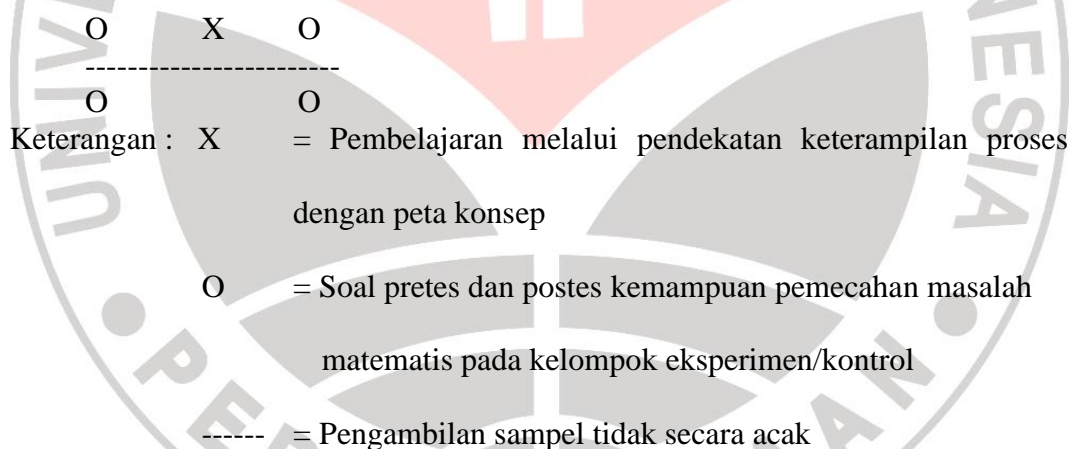 O X O
------------------------
O O
Keterangan : X = Pembelajaran melalui pendekatan keterampilan proses
dengan peta konsep
O = Soal pretes dan postes kemampuan pemecahan masalah
matematis pada kelompok eksperimen/kontrol
------ = Pengambilan sampel tidak secara acak